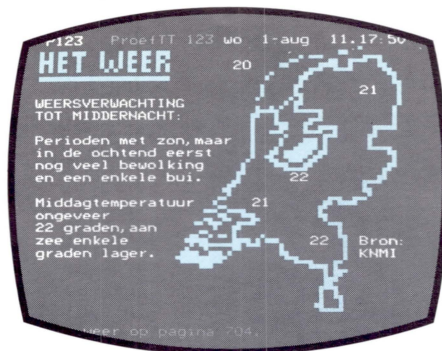 P123 ProefTT 123 wo 1-aug 11.17:50
HET WEER
20
21
WEERSVERWACHTING
TOT MIDDERNACHT:
Perioden met zon, maar
in de ochtend eerst
nog veel bewolking
en een enkele bui.
22
Middagtemperatuur
ongeveer
22 graden, aan
zee enkele
graden lager.
21
22
Bron:
KNMI
weer op pagina 704.